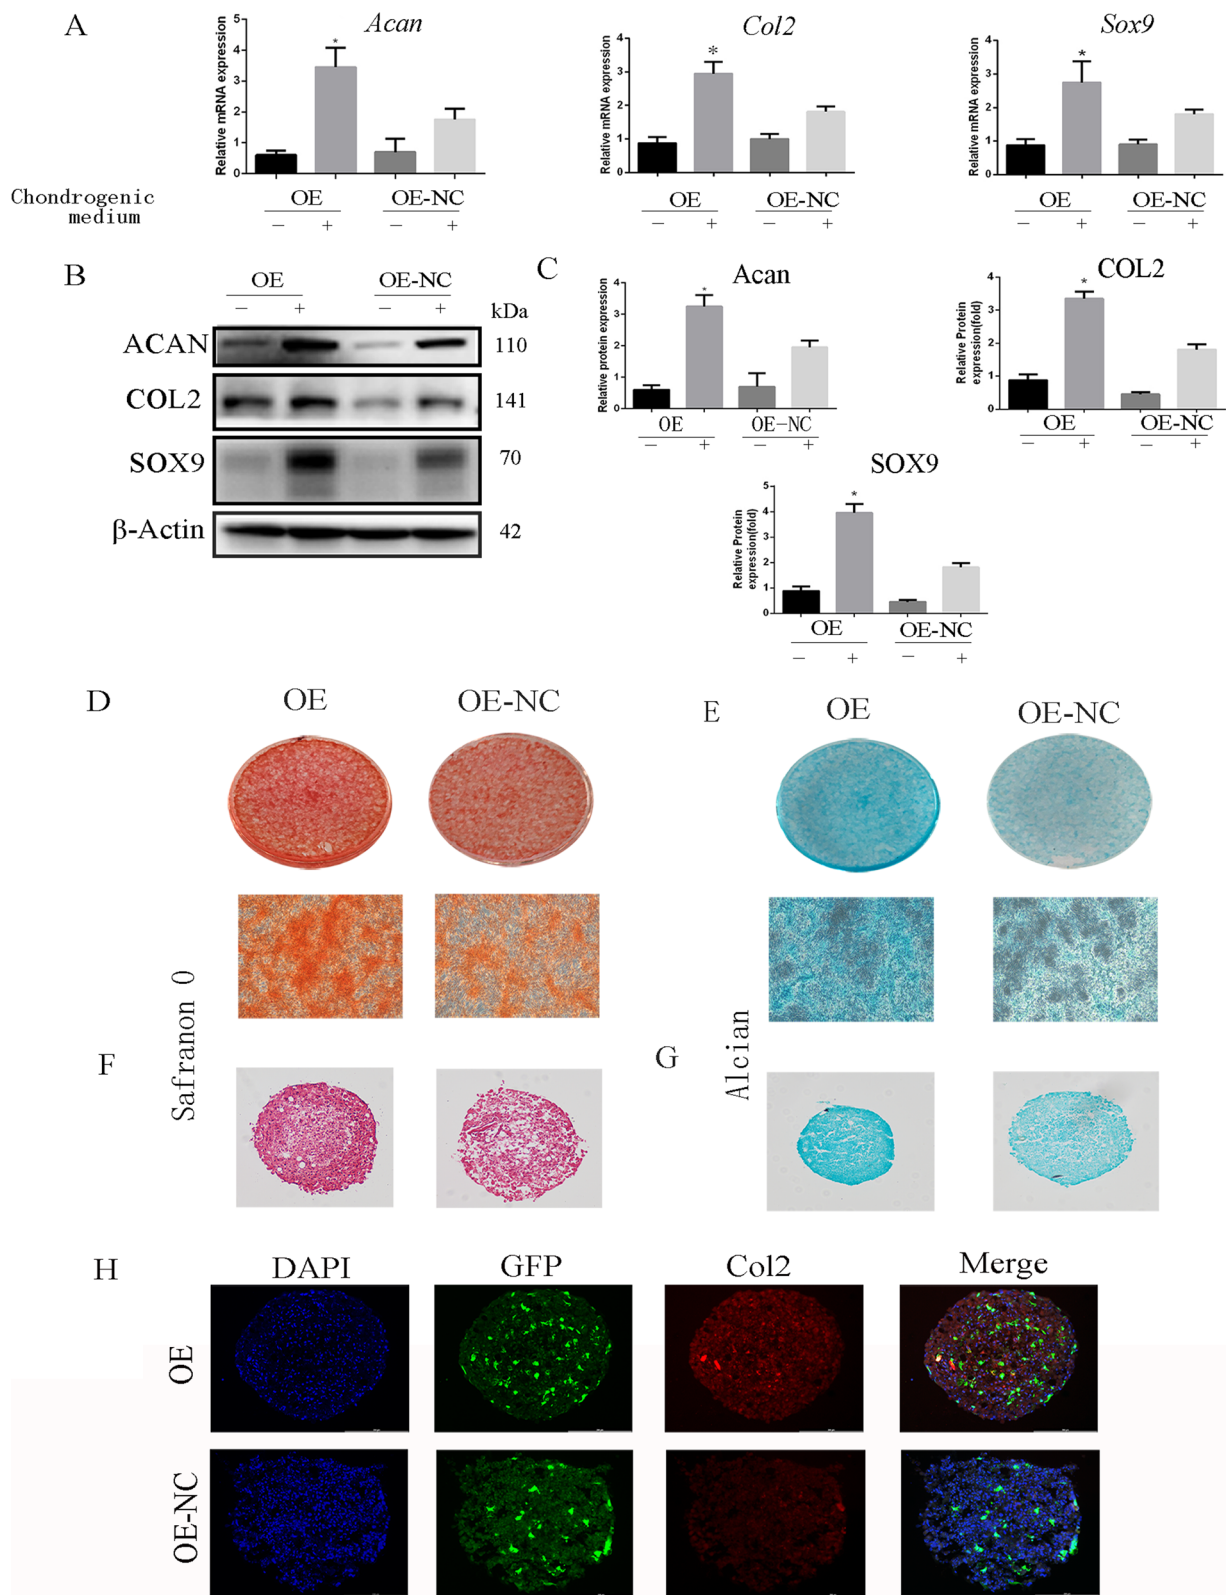 A
Acan
Relative mRNA expression
5
4
3
2
1
0
*
Col2
Relative mRNA expression
4
3
2
1
0
*
Sox9
Relative mRNA expression
4
3
2
1
0
*
Chondrogenic
medium
OE OE-NC
− + − +
OE OE-NC
− + − +
OE OE-NC
− + − +
B
OE OE-NC
− + − + kDa
ACAN 110
COL2 141
SOX9 70
β-Actin 42
C
Acan
Relative protein expression
4
3
2
1
0
*
OE OE-NC
− + − +
COL2
Relative Protein
expression(fold)
4
3
2
1
0
*
OE OE-NC
− + − +
SOX9
Relative Protein
expression(fold)
5
4
3
2
1
0
*
OE OE-NC
− + − +
D
OE OE-NC
E
OE OE-NC
Safranon O
Alcian
F
G
H
DAPI GFP Col2 Merge
OE
OE-NC